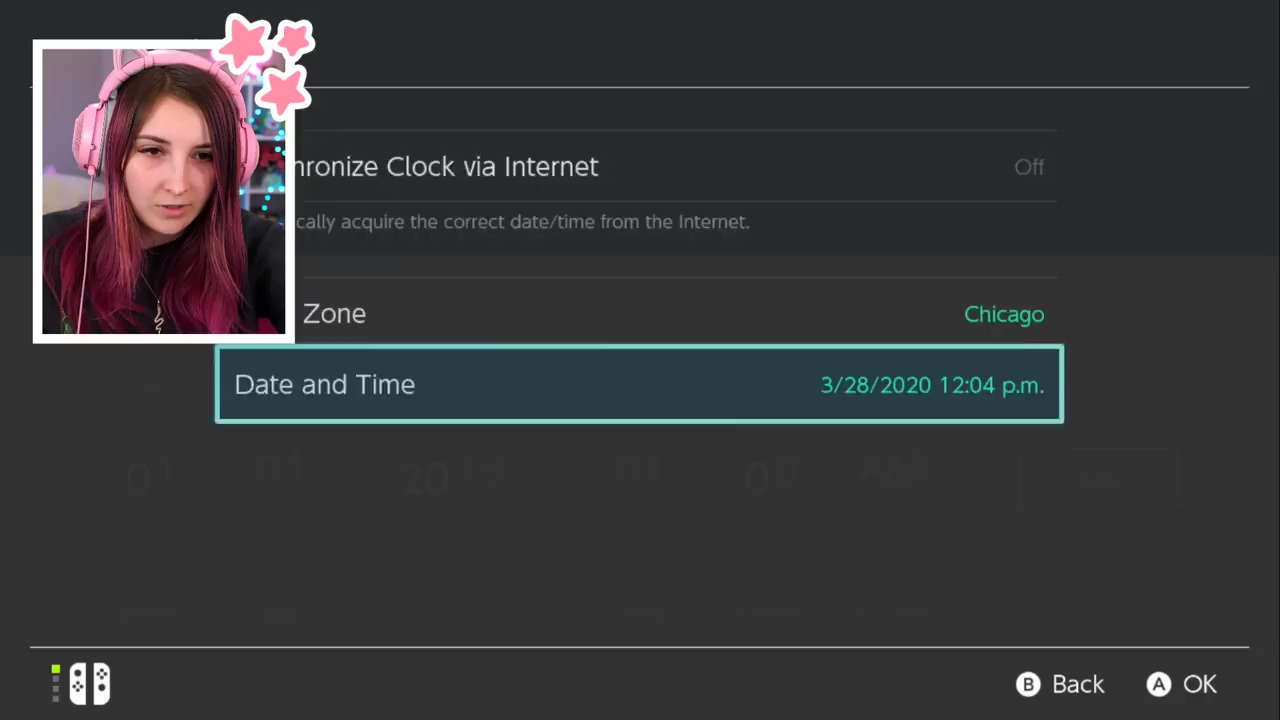 hronize Clock via Internet
Off
cally acquire the correct date/time from the Internet.
Zone
Chicago
Date and Time
3/28/2020 12:04 p.m.
B Back
A OK